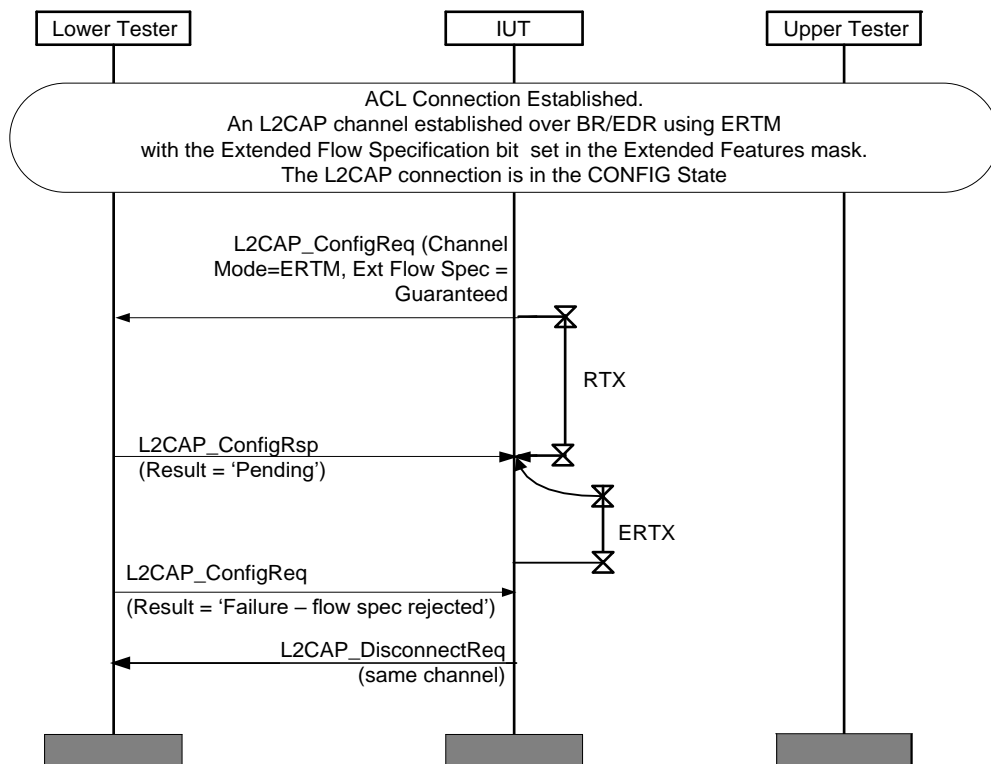 Lower Tester
IUT
Upper Tester
ACL Connection Established.
An L2CAP channel established over BR/EDR using ERTM
with the Extended Flow Specification bit set in the Extended Features mask.
The L2CAP connection is in the CONFIG State
L2CAP_ConfigReq (Channel
Mode=ERTM, Ext Flow Spec =
Guaranteed
RTX
L2CAP_ConfigRsp
(Result = 'Pending')
ERTX
L2CAP_ConfigReq
(Result = 'Failure – flow spec rejected')
L2CAP_DisconnectReq
(same channel)